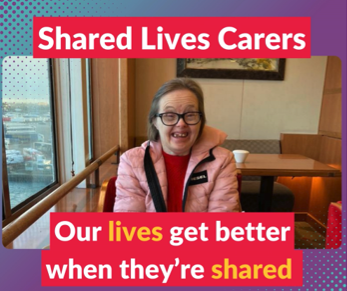 Shared Lives Carers
Our lives get better
when they're shared